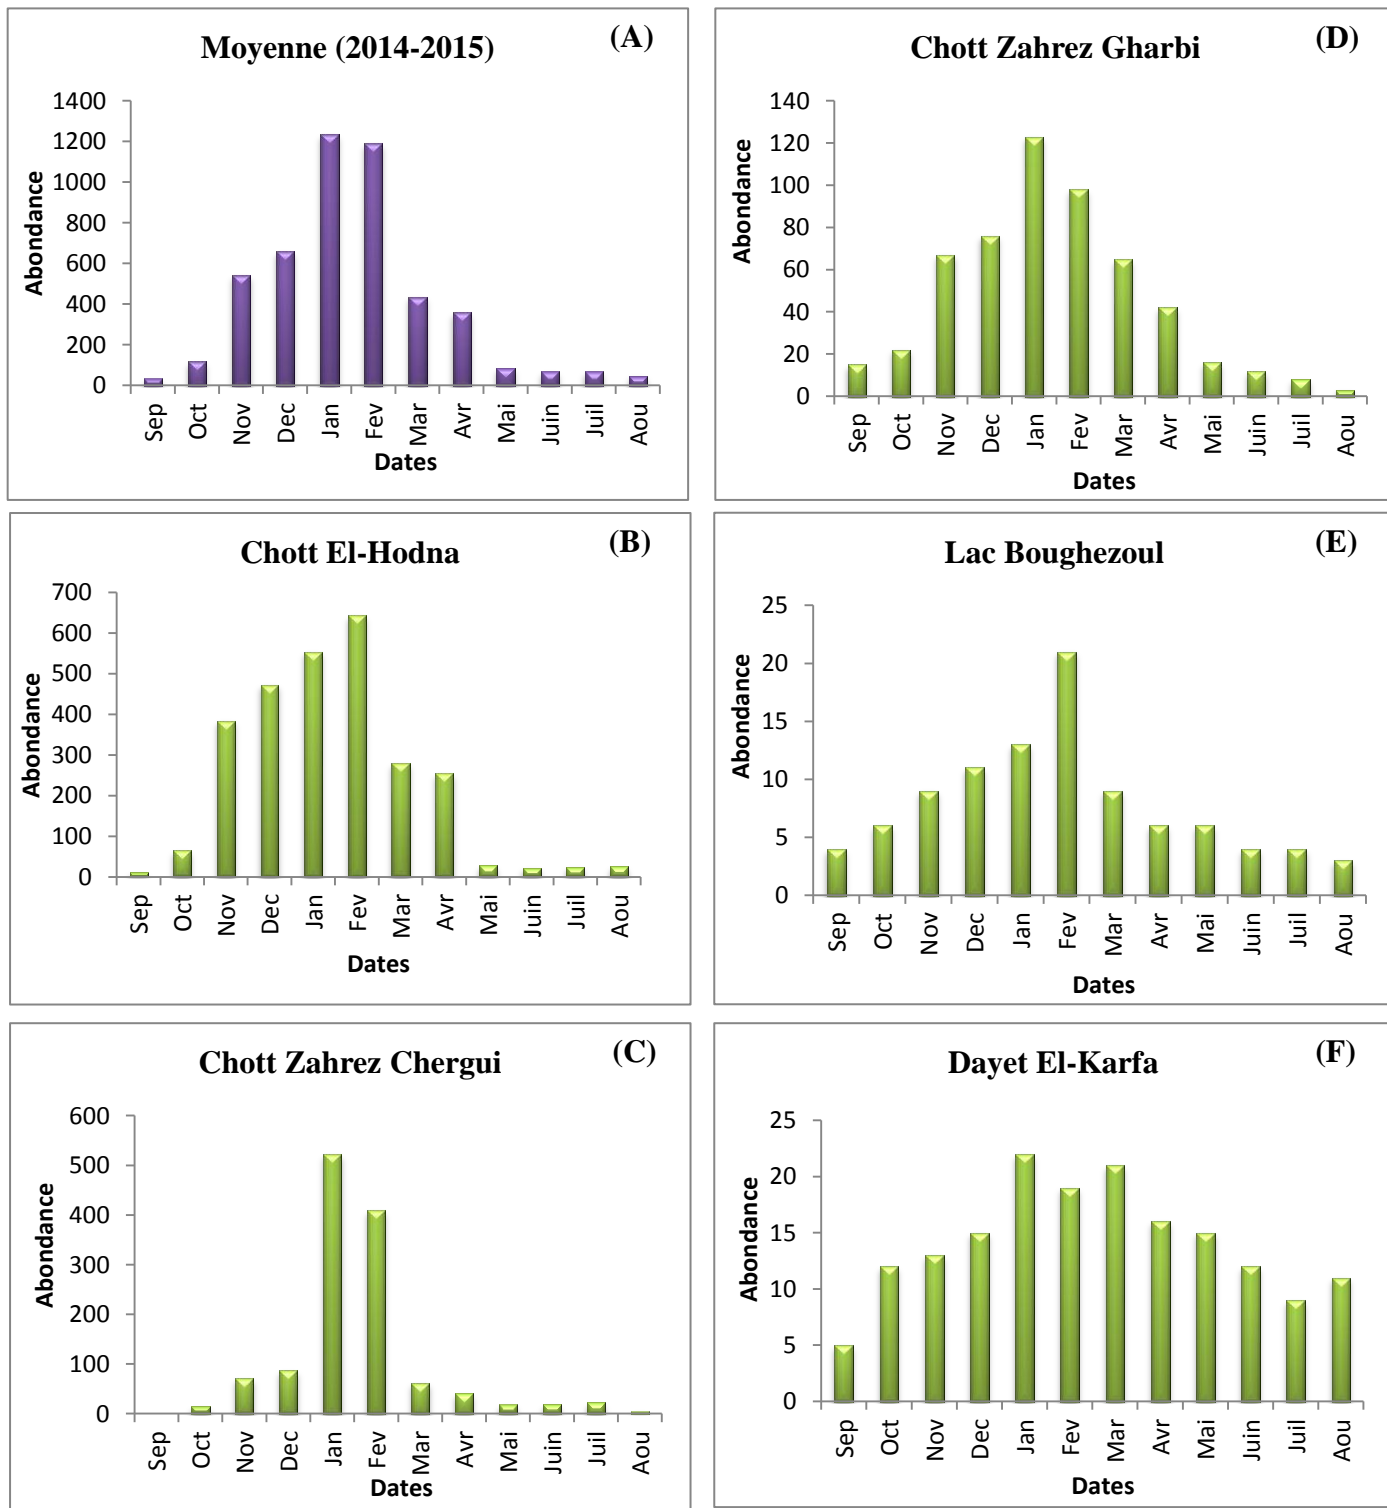 Moyenne (2014-2015)
(A)
Abondance
1400
1200
1000
800
600
400
200
0
Sep Oct Nov Dec Jan Fev Mar Avr Mai Juin Juil Aou
Dates
Chott Zahrez Gharbi
(D)
Abondance
140
120
100
80
60
40
20
0
Sep Oct Nov Dec Jan Fev Mar Avr Mai Juin Juil Aou
Dates
Chott El-Hodna
(B)
Abondance
700
600
500
400
300
200
100
0
Sep Oct Nov Dec Jan Fev Mar Avr Mai Juin Juil Aou
Dates
Lac Boughezoul
(E)
Abondance
25
20
15
10
5
0
Sep Oct Nov Dec Jan Fev Mar Avr Mai Juin Juil Aou
Dates
Chott Zahrez Chergui
(C)
Abondance
600
500
400
300
200
100
0
Sep Oct Nov Dec Jan Fev Mar Avr Mai Juin Juil Aou
Dates
Dayet El-Karfa
(F)
Abondance
25
20
15
10
5
0
Sep Oct Nov Dec Jan Fev Mar Avr Mai Juin Juil Aou
Dates